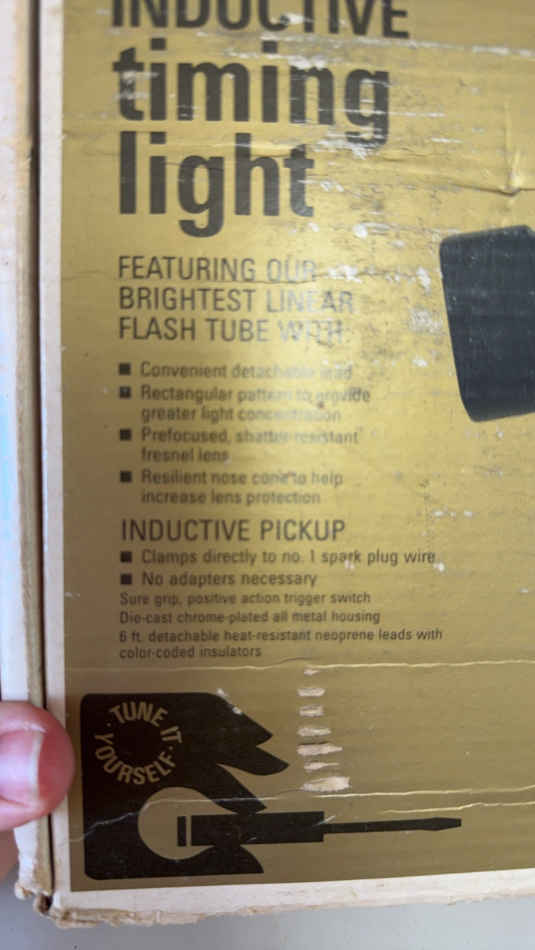 INDUCTIVE
timing
light
FEATURING OUR
BRIGHTEST LINEAR
FLASH TUBE WITH:
■ Convenient detachable lead
■ Rectangular pattern to provide
greater light concentration
■ Prefocused, shatter-resistant
fresnel lens
■ Resilient nose cone to help
increase lens protection
INDUCTIVE PICKUP
■ Clamps directly to no. 1 spark plug wire
■ No adapters necessary
Sure grip, positive action trigger switch
Die-cast chrome-plated all metal housing
6 ft. detachable heat-resistant neoprene leads with
color-coded insulators
· TUNE IT ·
YOURSELF